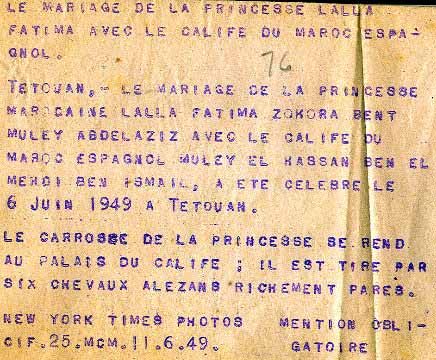 LE MARIAGE DE LA PRINCESSE LALLA
FATIMA AVEC LE CALIFE DU MAROC ESPA-
GNOL.
76
TETOUAN,- LE MARIAGE DE LA PRINCESSE
MAROCAINE LALLA FATIMA ZOHORA BENT
MULEY ABDELAZIZ AVEC LE CALIFE DU
MAROC ESPAGNOL MULEY EL HASSAN BEN EL
MEHDI BEN ISMAIL, A ETE CELEBRE LE
6 JUIN 1949 A TETOUAN.
LE CARROSSE DE LA PRINCESSE SE REND
AU PALAIS DU CALIFE ; IL EST TIRE PAR
SIX CHEVAUX ALEZANS RICHEMENT PARES.
NEW YORK TIMES PHOTOS MENTION OBLI-
CIF.25.MCM.11.6.49. GATOIRE